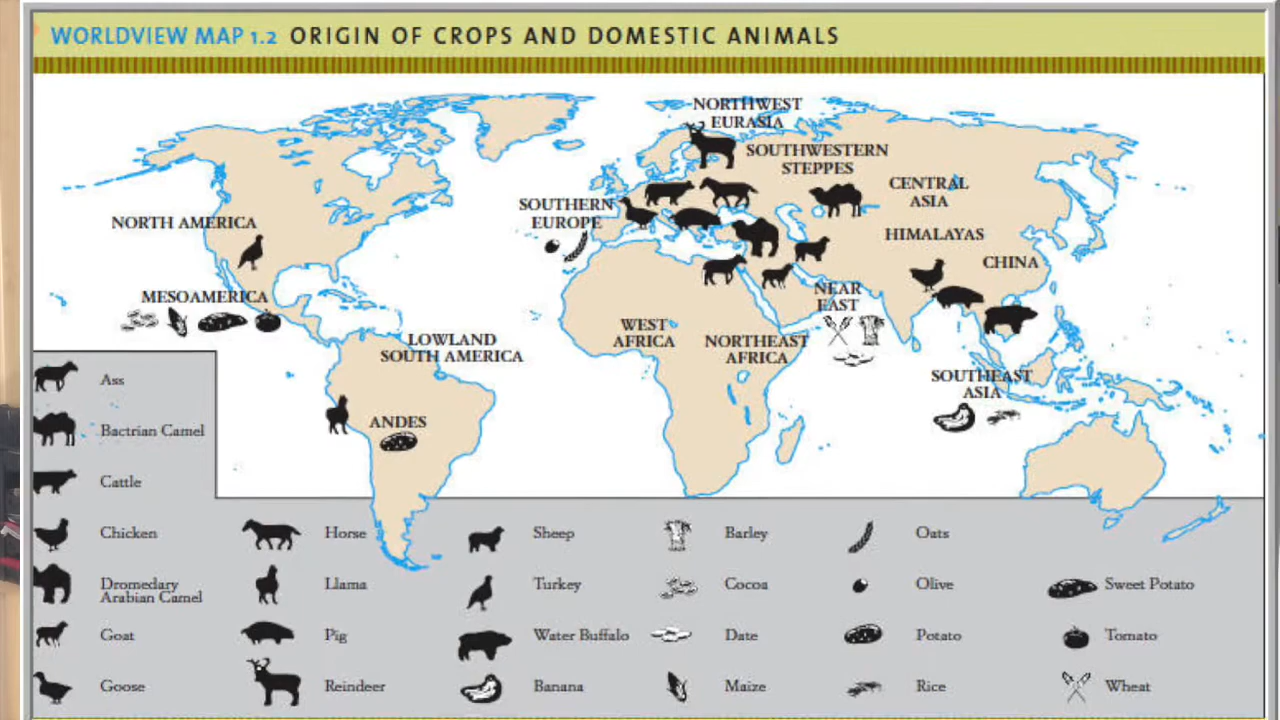 WORLDVIEW MAP 1.2 ORIGIN OF CROPS AND DOMESTIC ANIMALS
NORTHWEST
EURASIA
SOUTHWESTERN
STEPPES
CENTRAL
ASIA
SOUTHERN
EUROPE
NORTH AMERICA
HIMALAYAS
CHINA
MESOAMERICA
NEAR
EAST
WEST
AFRICA
NORTHEAST
AFRICA
LOWLAND
SOUTH AMERICA
SOUTHEAST
ASIA
ANDES
Ass
Bactrian Camel
Cattle
Chicken
Dromedary
Arabian Camel
Goat
Goose
Horse
Llama
Pig
Reindeer
Sheep
Turkey
Water Buffalo
Banana
Barley
Cocoa
Date
Maize
Oats
Olive
Potato
Rice
Sweet Potato
Tomato
Wheat